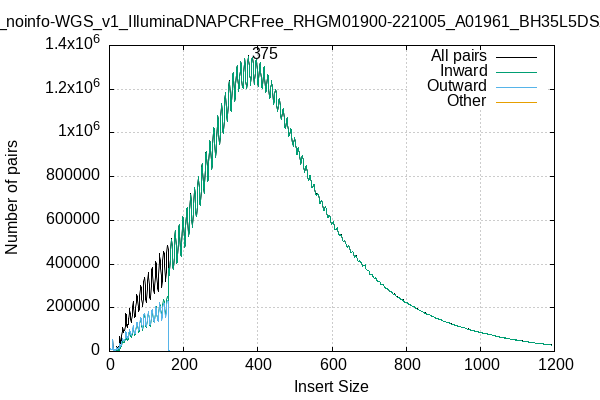 _noinfo-WGS_v1_IlluminaDNAPCRFree_RHGM01900-221005_A01961_BH35L5DS
1.4x10^6
1.2x10^6
1x10^6
800000
600000
400000
200000
0
Number of pairs
375
All pairs
Inward
Outward
Other
0 200 400 600 800 1000 1200
Insert Size